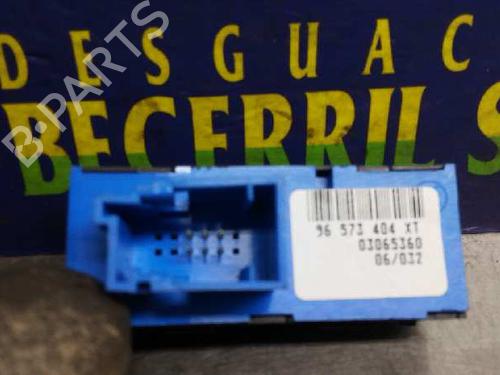 B-PARTS
DESGUAC
BECERRIL S
96 573 404 XT
03065360
06/032